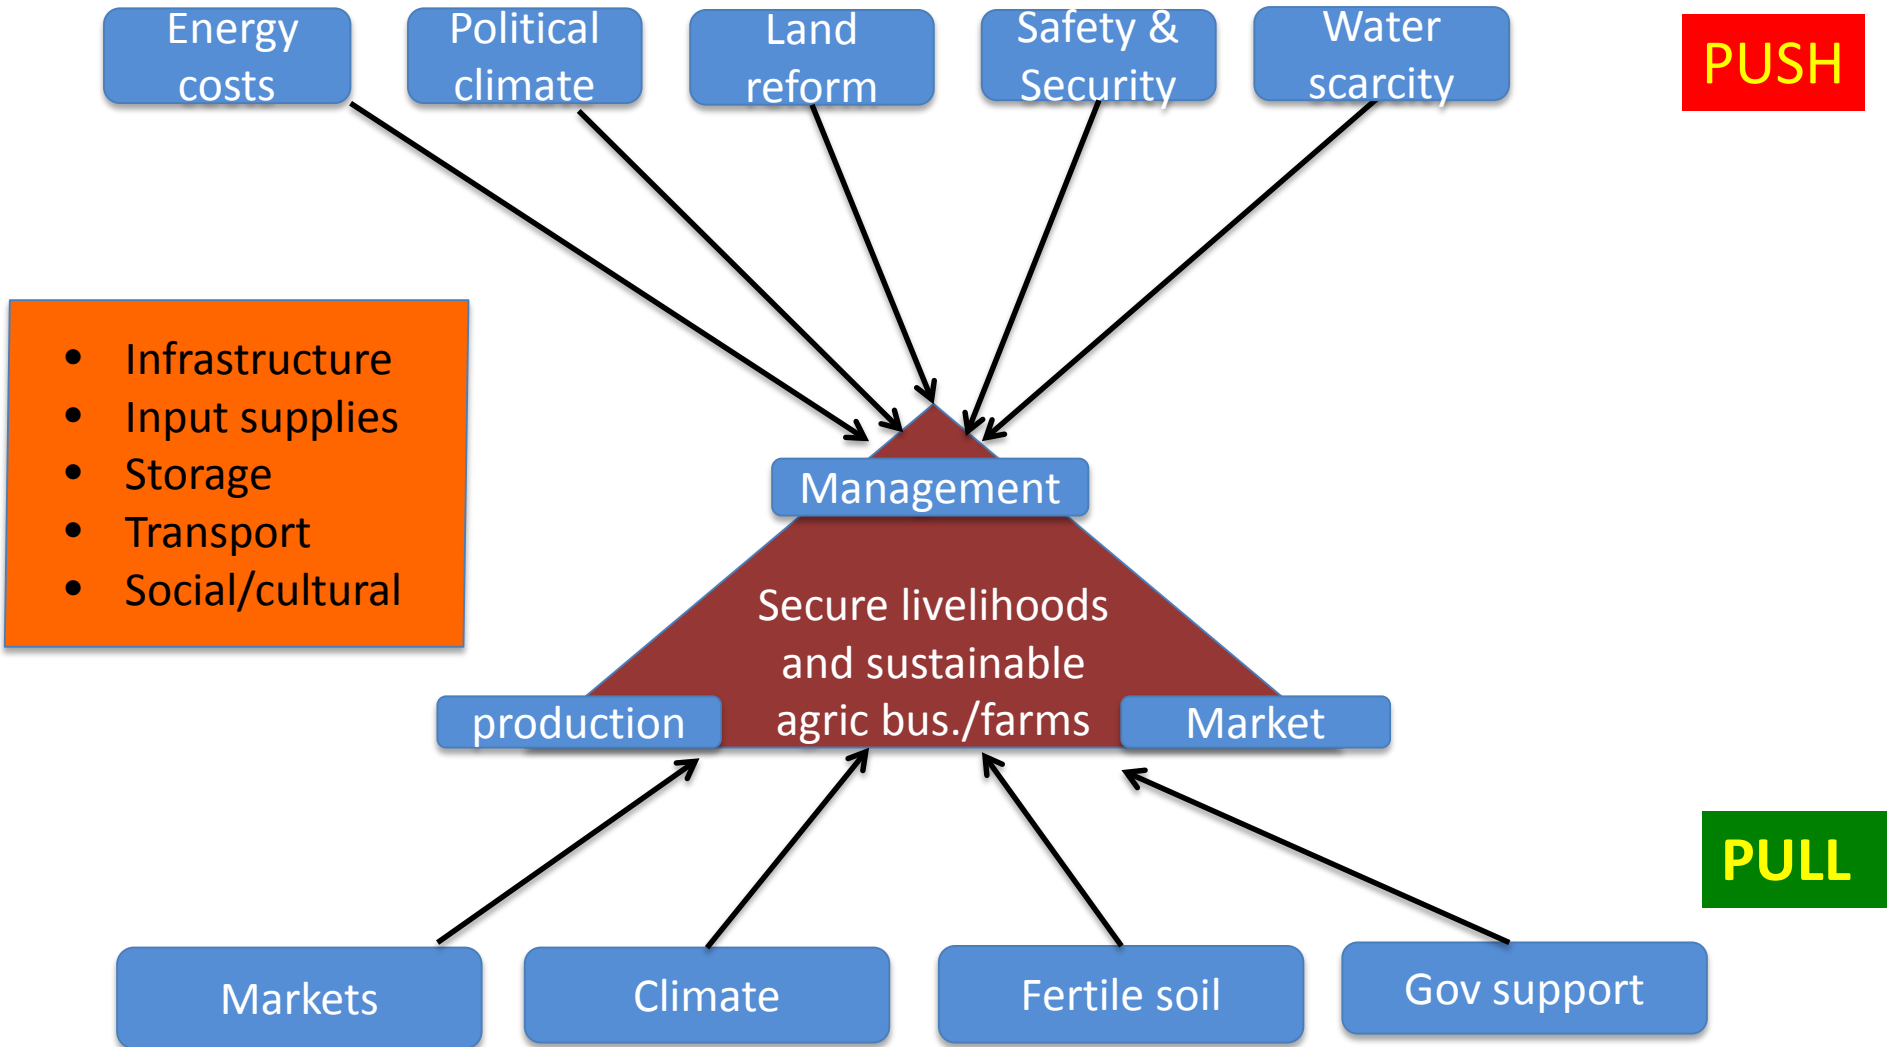 Energy
costs
Political
climate
Land
reform
Safety &
Security
Water
scarcity
PUSH
• Infrastructure
• Input supplies
• Storage
• Transport
• Social/cultural
Management
Secure livelihoods
and sustainable
agric bus./farms
production
Market
PULL
Markets
Climate
Fertile soil
Gov support